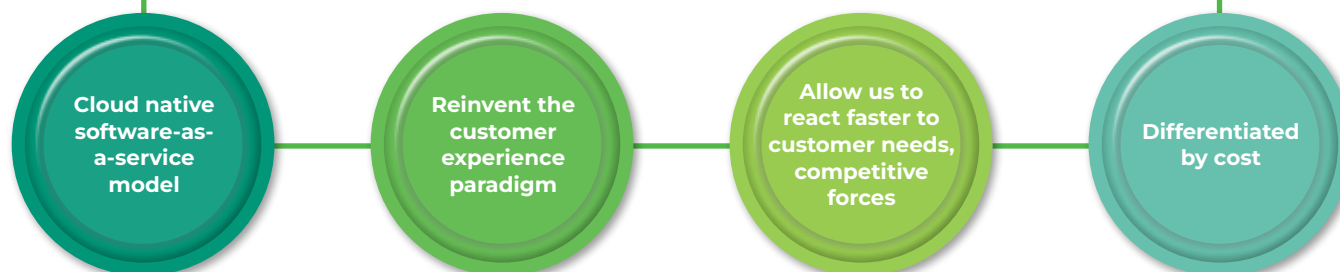 Cloud native
software-as-
a-service
model
Reinvent the
customer
experience
paradigm
Allow us to
react faster to
customer needs,
competitive
forces
Differentiated
by cost